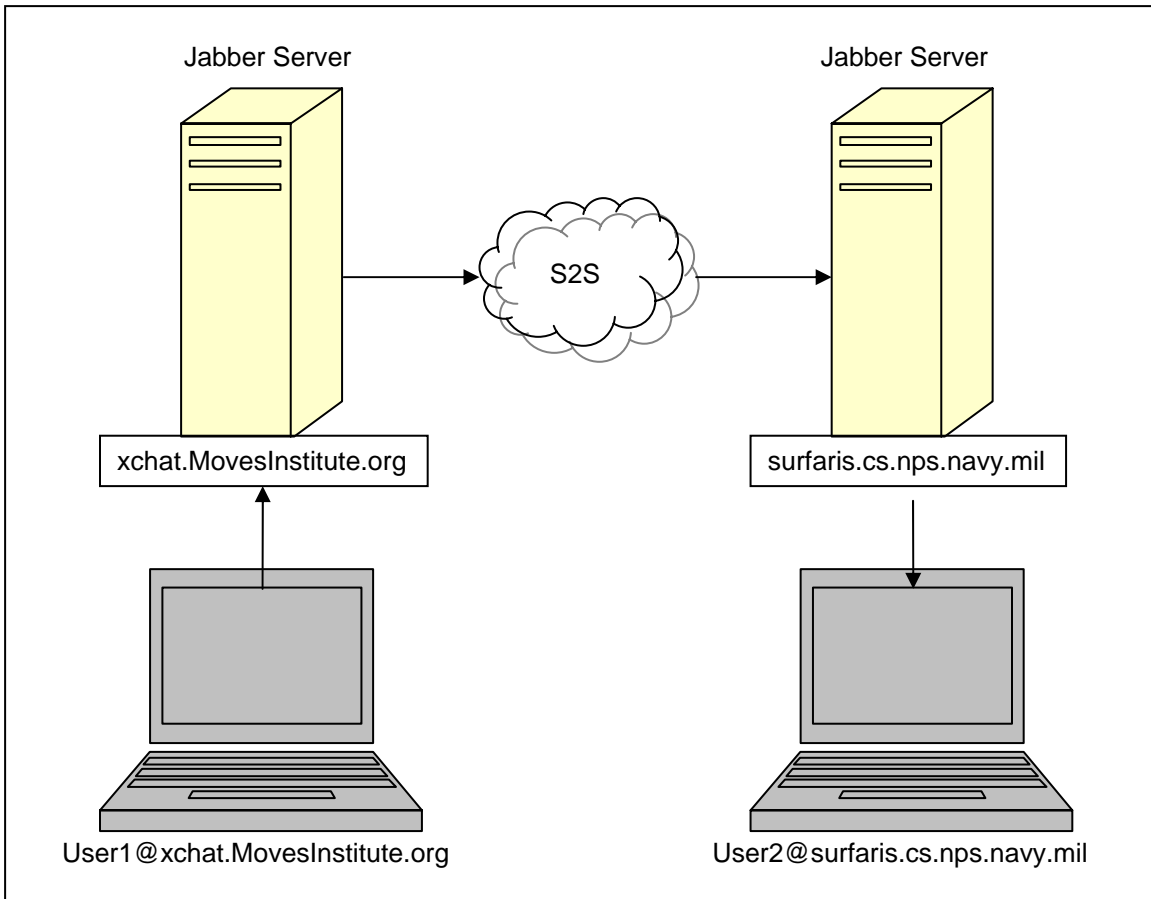 Jabber Server
Jabber Server
S2S
xchat.MovesInstitute.org
surfaris.cs.nps.navy.mil
User1@xchat.MovesInstitute.org
User2@surfaris.cs.nps.navy.mil